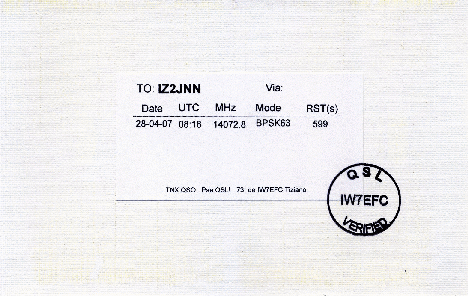 TO: IZ2JNN Via:
Date UTC MHz Mode RST(s)
28-04-07 08:16 14072.8 BPSK63 599
TNX QSO Pse QSL! 73 de IW7EFC Tiziano
QSL
IW7EFC
VERIFIED